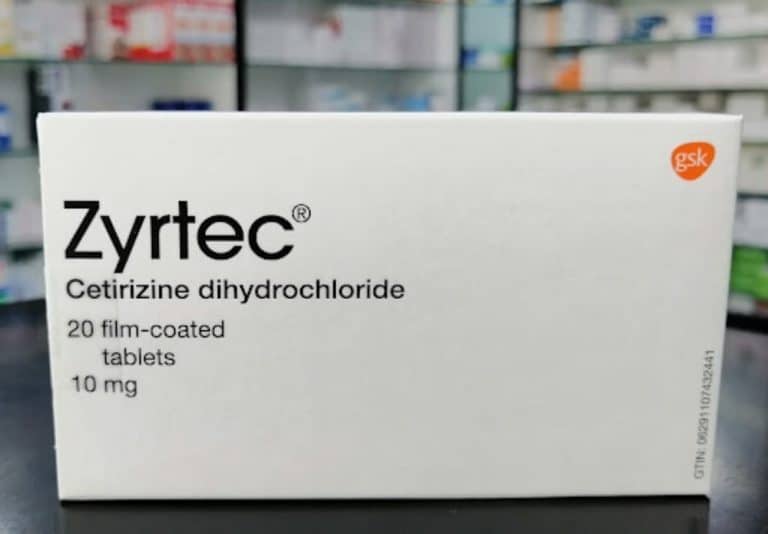 gsk
Zyrtec®
Cetirizine dihydrochloride
20 film-coated
tablets
10 mg
GTIN: 06291107432441